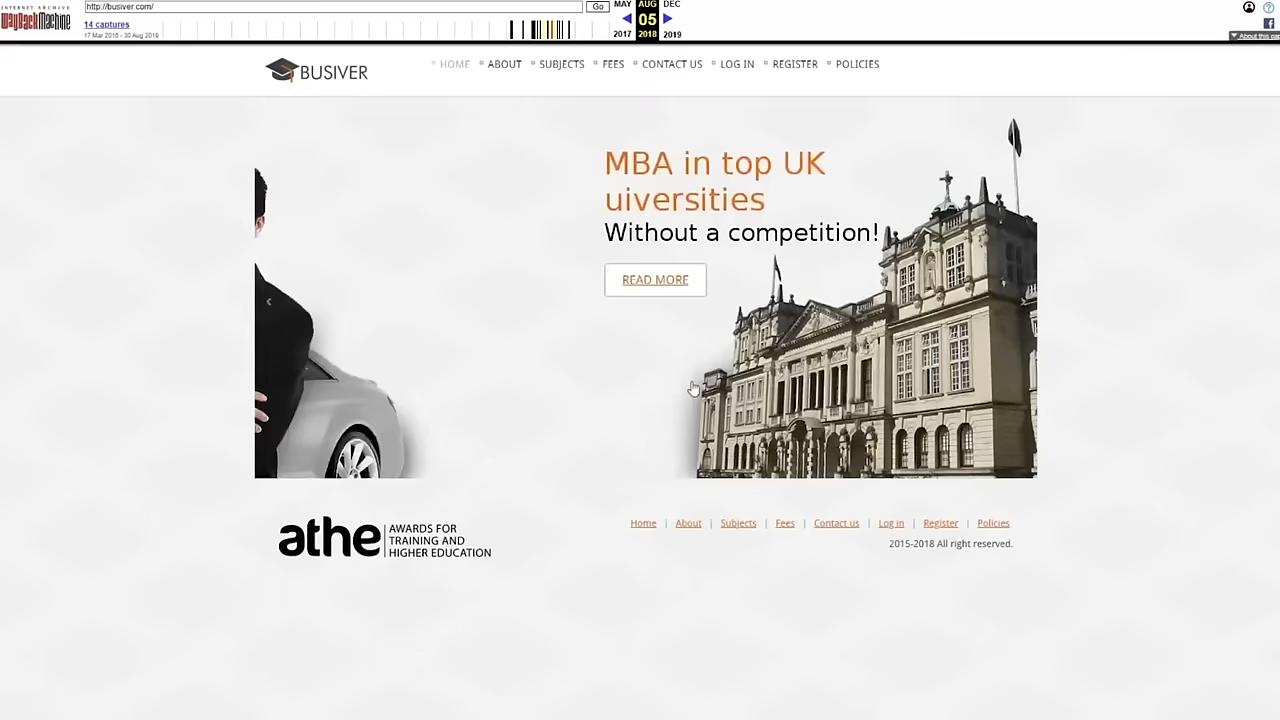 INTERNET ARCHIVE
WayBackMachine
http://busiver.com/
Go
MAY AUG DEC
14 captures
05
17 Mar 2016 - 30 Aug 2019
2017 2018 2019
About this
BUSIVER
HOME ABOUT SUBJECTS FEES CONTACT US LOG IN REGISTER POLICIES
MBA in top UK
uiversities
Without a competition!
READ MORE
athe
AWARDS FOR
TRAINING AND
HIGHER EDUCATION
Home | About | Subjects | Fees | Contact us | Log in | Register | Policies
2015-2018 All right reserved.